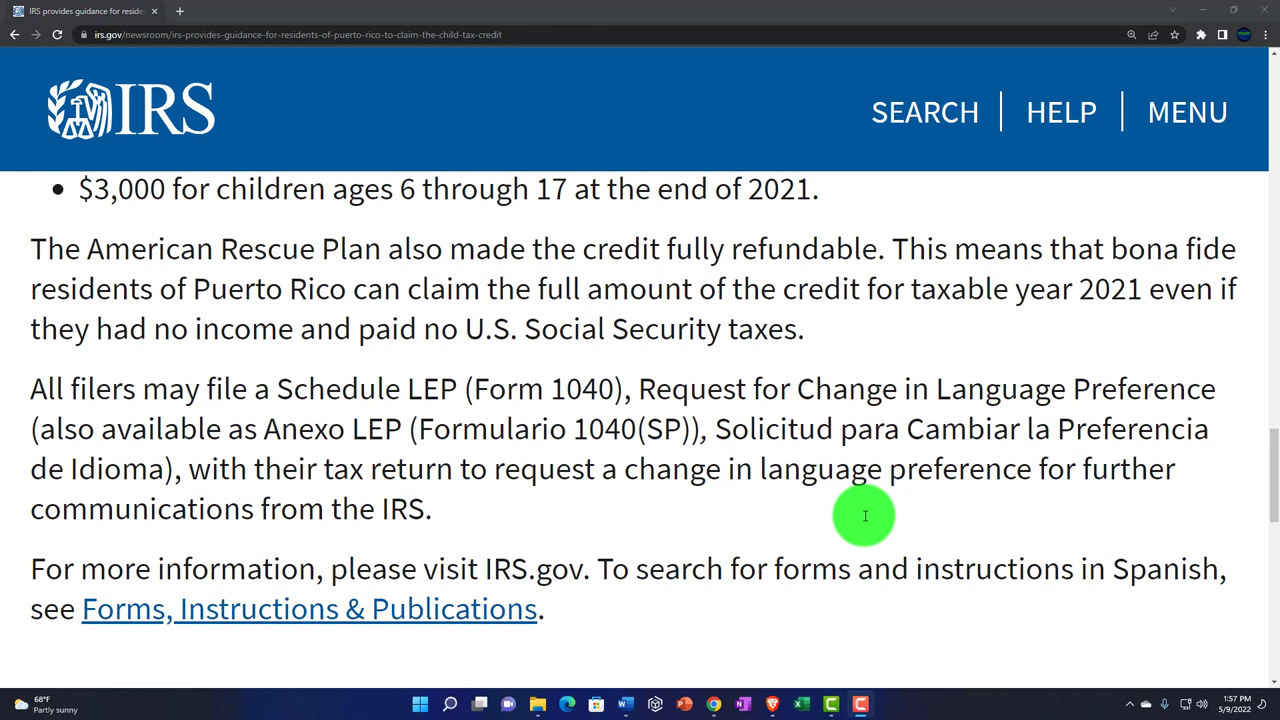 IRS provides guidance for reside
irs.gov/newsroom/irs-provides-guidance-for-residents-of-puerto-rico-to-claim-the-child-tax-credit
IRS
SEARCH HELP MENU
• $3,000 for children ages 6 through 17 at the end of 2021.
The American Rescue Plan also made the credit fully refundable. This means that bona fide
residents of Puerto Rico can claim the full amount of the credit for taxable year 2021 even if
they had no income and paid no U.S. Social Security taxes.
All filers may file a Schedule LEP (Form 1040), Request for Change in Language Preference
(also available as Anexo LEP (Formulario 1040(SP)), Solicitud para Cambiar la Preferencia
de Idioma), with their tax return to request a change in language preference for further
communications from the IRS.
For more information, please visit IRS.gov. To search for forms and instructions in Spanish,
see Forms, Instructions & Publications.
68°F
Partly sunny
1:57 PM
5/9/2022